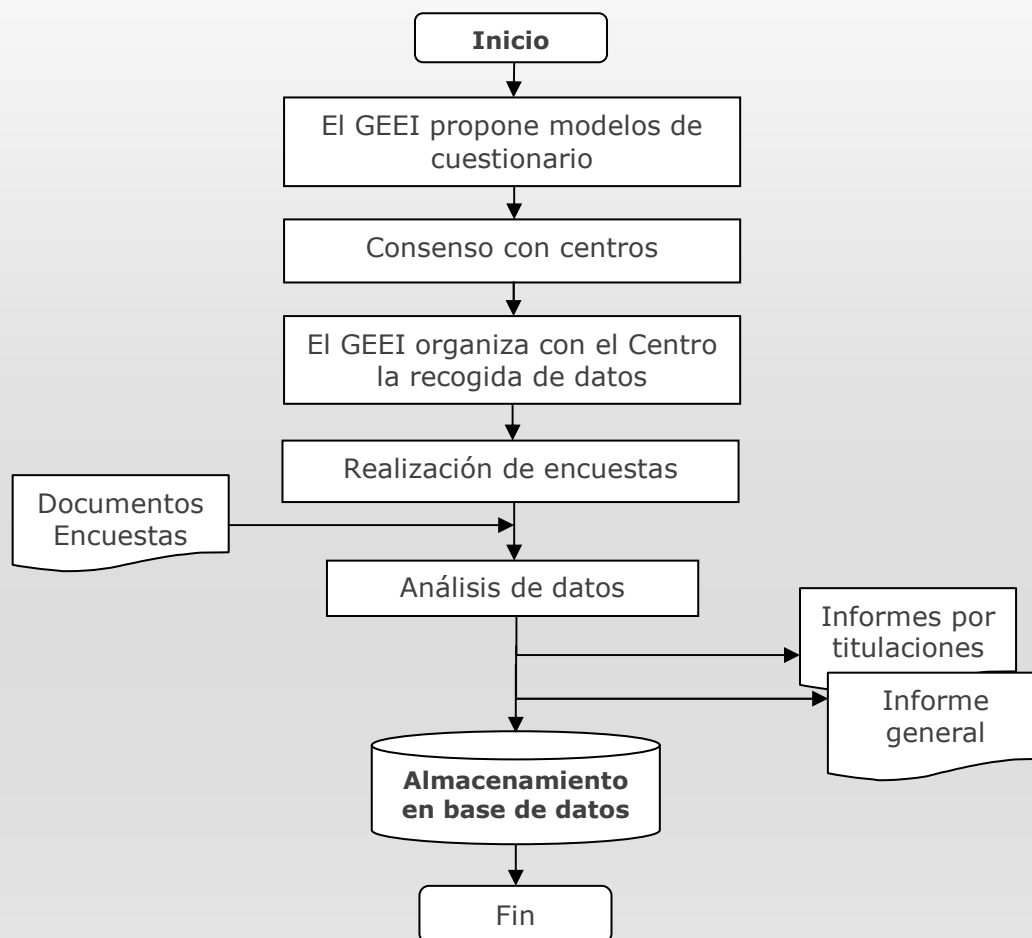 Inicio
El GEEI propone modelos de
cuestionario
Consenso con centros
El GEEI organiza con el Centro
la recogida de datos
Realización de encuestas
Documentos
Encuestas
Análisis de datos
Informes por
titulaciones
Informe
general
Almacenamiento
en base de datos
Fin